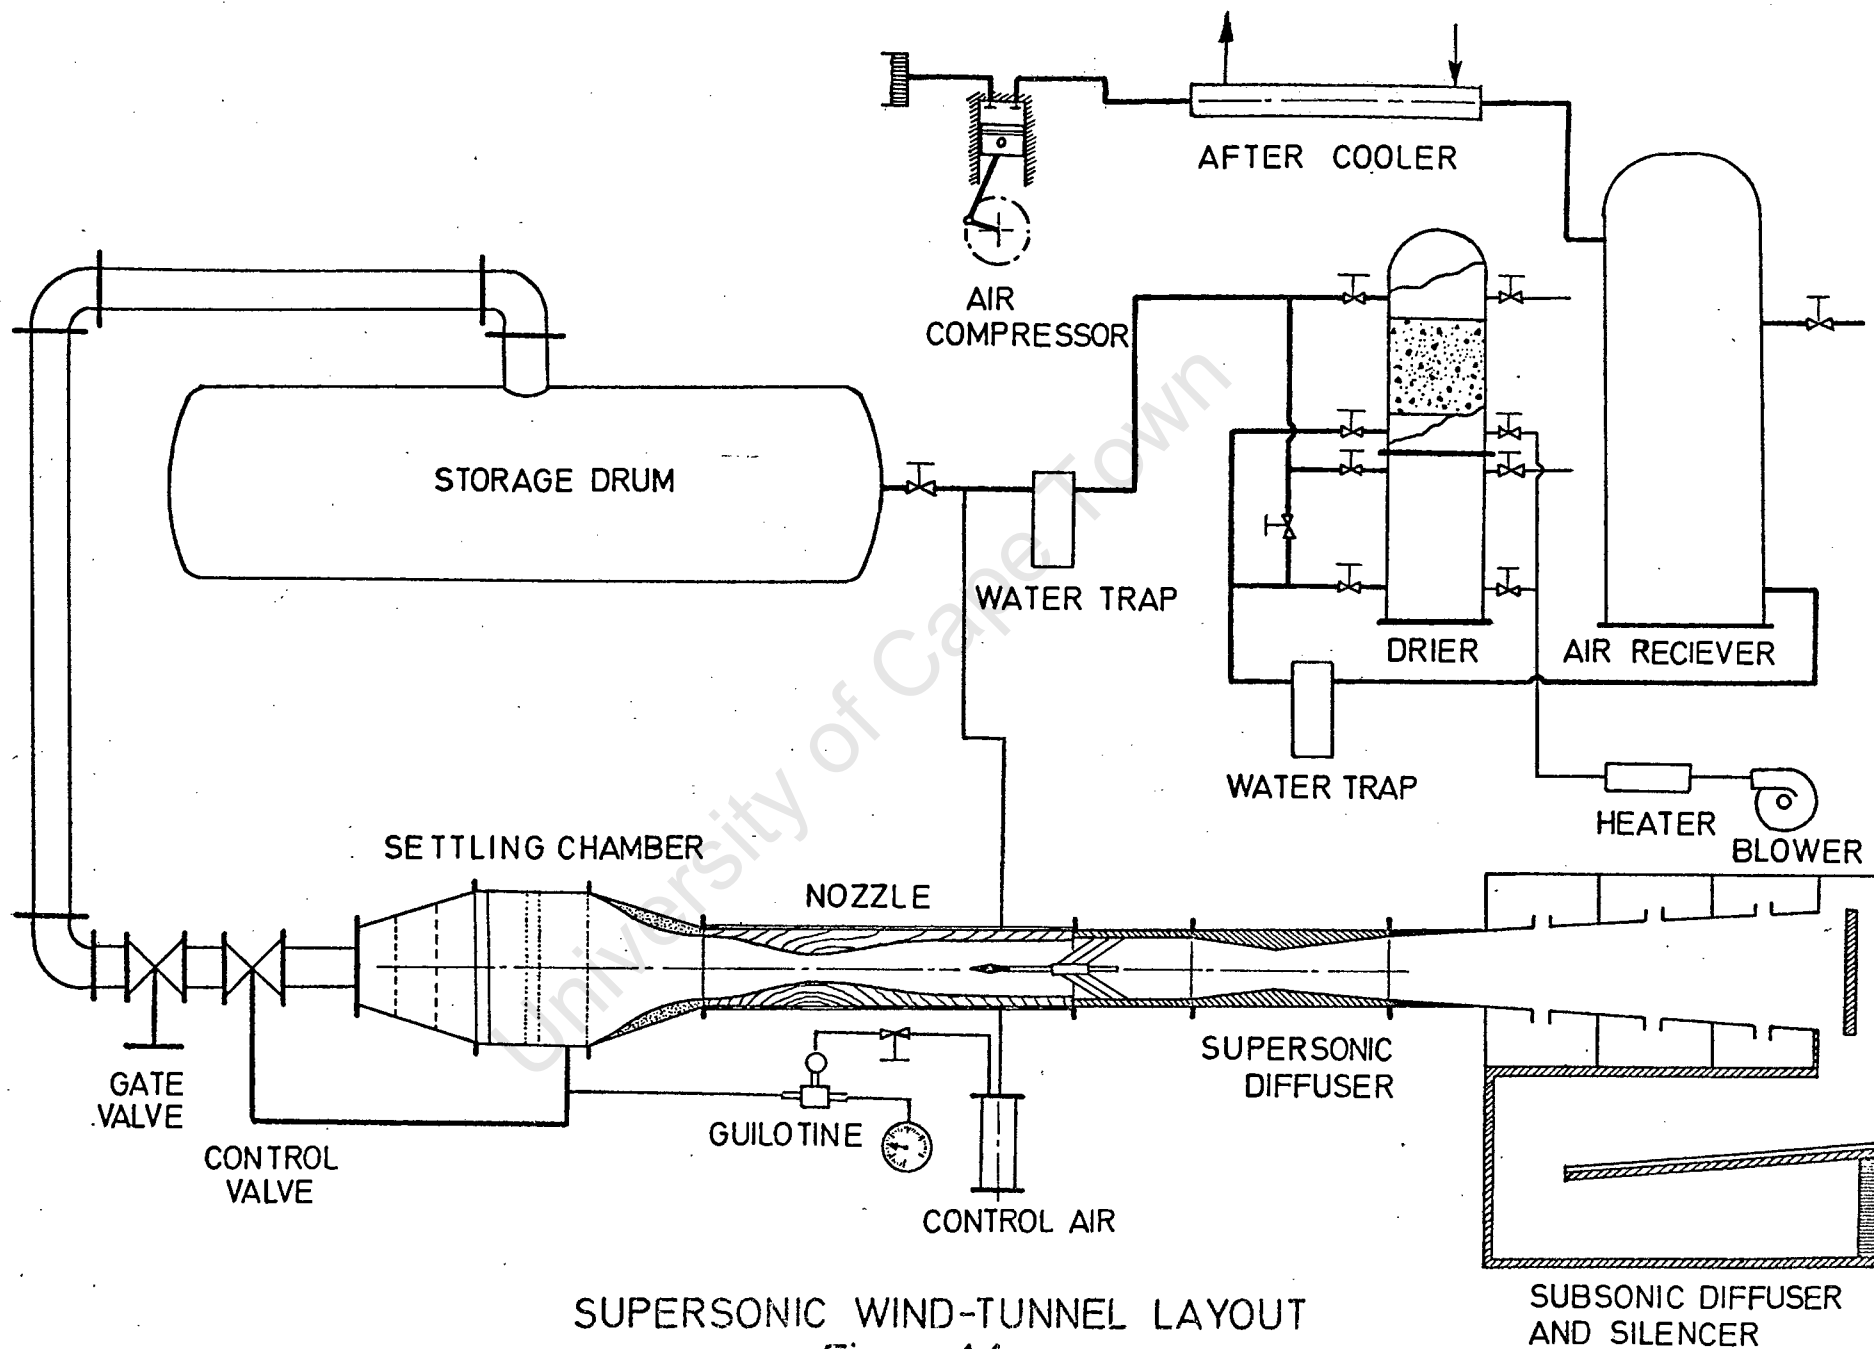 AFTER COOLER
AIR
COMPRESSOR
STORAGE DRUM
WATER TRAP
DRIER
AIR RECIEVER
WATER TRAP
HEATER
BLOWER
SETTLING CHAMBER
NOZZLE
SUPERSONIC
DIFFUSER
GATE
VALVE
GUILOTINE
CONTROL
VALVE
CONTROL AIR
SUBSONIC DIFFUSER
AND SILENCER
SUPERSONIC WIND-TUNNEL LAYOUT
University of Cape Town